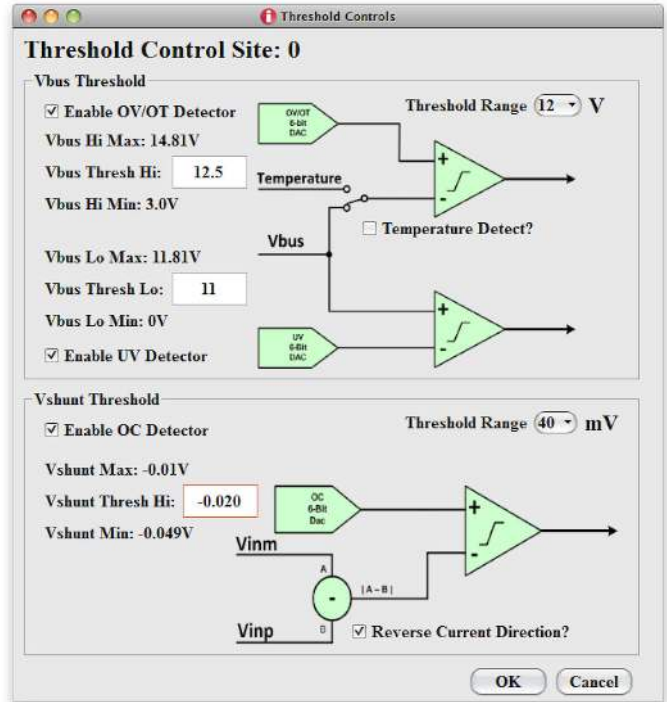 Threshold Controls
Threshold Control Site: 0
Vbus Threshold
Enable OV/OT Detector
OV/OT
6-bit
DAC
Threshold Range 12 V
Vbus Hi Max: 14.81V
Vbus Thresh Hi: 12.5
Temperature
+
-
Vbus Hi Min: 3.0V
Temperature Detect?
Vbus
Vbus Lo Max: 11.81V
Vbus Thresh Lo: 11
Vbus Lo Min: 0V
+
-
UV
6-Bit
DAC
Enable UV Detector
Vshunt Threshold
Enable OC Detector
Threshold Range 40 mV
Vshunt Max: -0.01V
Vshunt Thresh Hi: -0.020
OC
6-Bit
Dac
+
-
Vshunt Min: -0.049V
Vinm
A
-
|A-B|
B
Vinp
Reverse Current Direction?
OK
Cancel